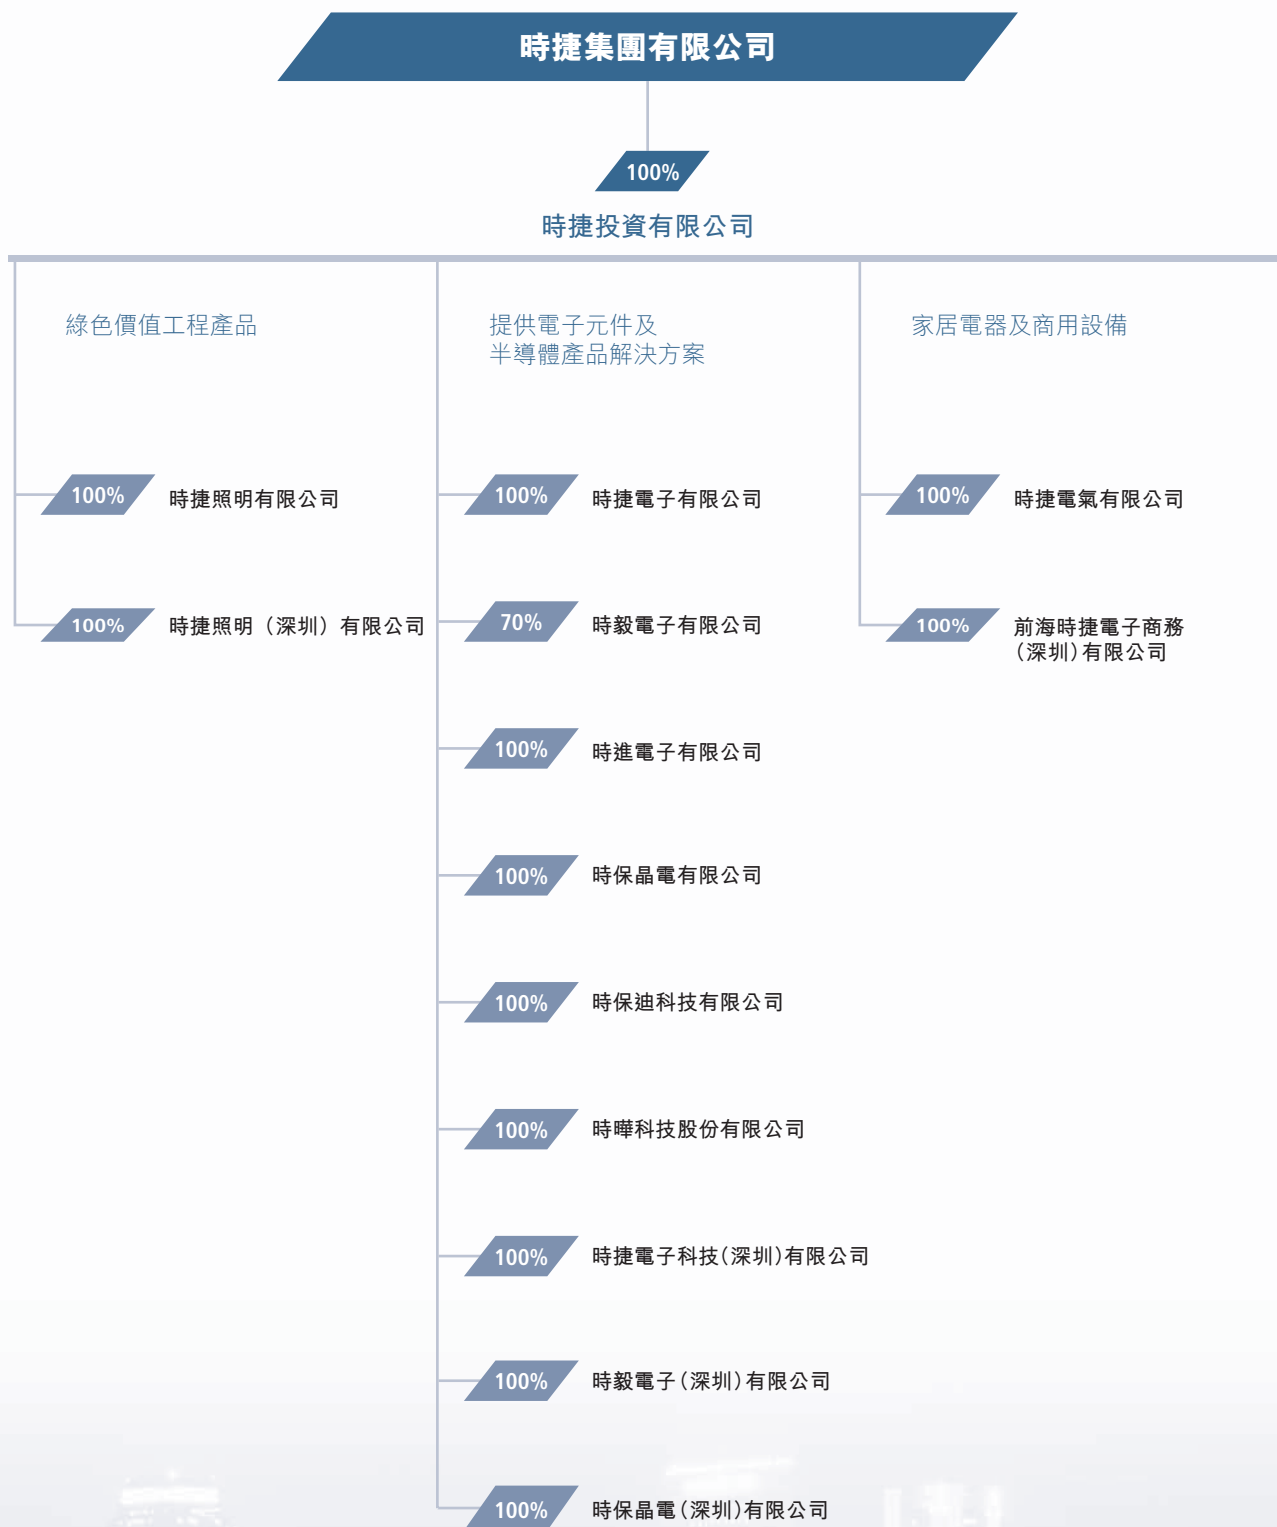 時捷集團有限公司
100%
時捷投資有限公司
綠色價值工程產品
100%
時捷照明有限公司
100%
時捷照明（深圳）有限公司
提供電子元件及
半導體產品解決方案
100%
時捷電子有限公司
70%
時毅電子有限公司
100%
時進電子有限公司
100%
時保晶電有限公司
100%
時保迪科技有限公司
100%
時曄科技股份有限公司
100%
時捷電子科技（深圳）有限公司
100%
時毅電子（深圳）有限公司
100%
時保晶電（深圳）有限公司
家居電器及商用設備
100%
時捷電氣有限公司
100%
前海時捷電子商務
（深圳）有限公司